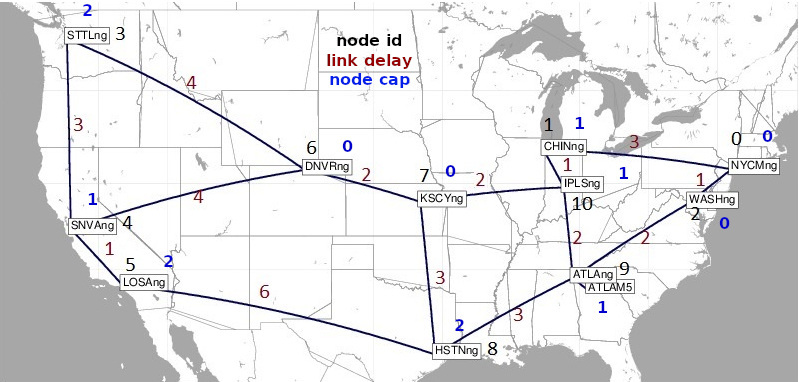 2
STTLng 3
node id
link delay
node cap
4
3
1 1
CHINng
3
0 0
NYCMng
6 0
DNVRng
2
7 0
KSCYng
2
1
IPLSng
1
1
WASHng
10
2
0
1
SNVAng 4
4
1
5 2
LOSAng
6
3
2
2
ATLAng 9
ATLAM5
1
3
2
HSTNng 8